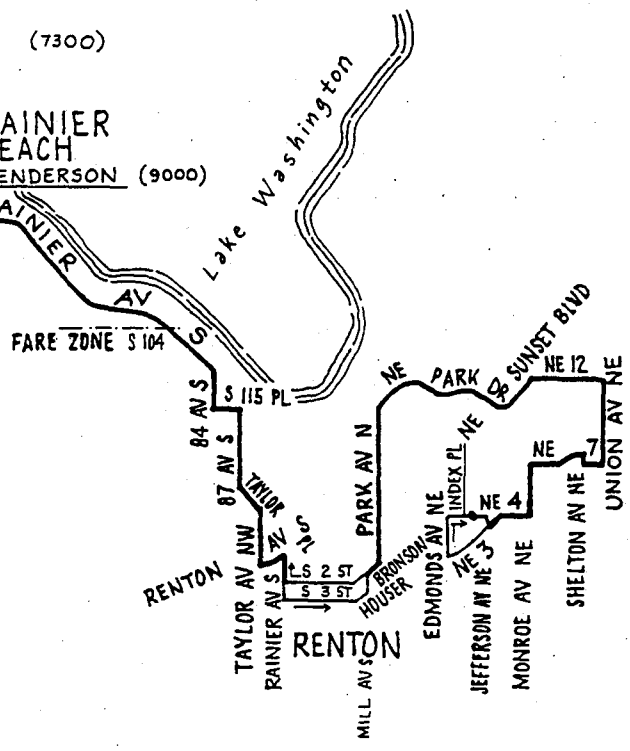 (7300)
AINIER
EACH
ENDERSON (9000)
Lake Washington
AINIER AV S
FARE ZONE S 104
S 115 PL
84 AV S
87 AV S
TAYLOR AV
S 2 PL
TAYLOR AV NW
RENTON
RAINIER AV S
S 2 ST
S 3 ST
RENTON
MILL AV S
BRONSON
HOUSER
PARK AV N
NE PARK DR
SUNSET BLVD
NE 12
UNION AV NE
NE 7
SHELTON AV NE
MONROE AV NE
NE 4
JEFFERSON AV NE
NE 3
INDEX PL NE
EDMONDS AV NE